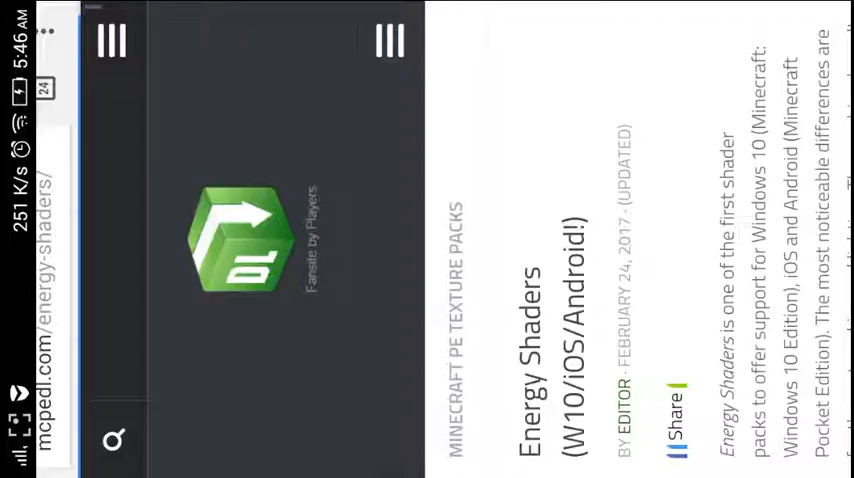 251 K/s 5:46 AM
mcpedl.com/energy-shaders/
24
DL
Fansite by Players
MINECRAFT PE TEXTURE PACKS
Energy Shaders
(W10/iOS/Android!)
BY EDITOR · FEBRUARY 24, 2017 · (UPDATED)
Share
Energy Shaders is one of the first shader
packs to offer support for Windows 10 (Minecraft:
Windows 10 Edition), iOS and Android (Minecraft
Pocket Edition). The most noticeable differences are